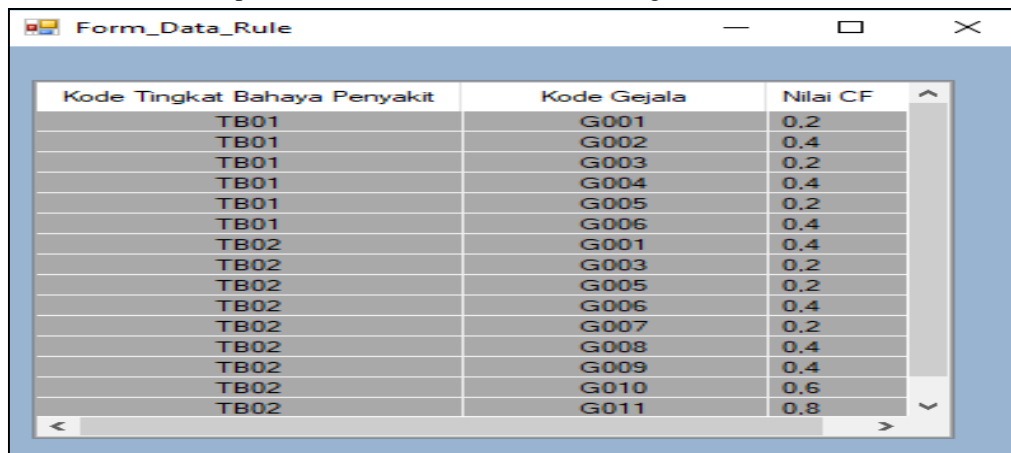 Form_Data_Rule
Kode Tingkat Bahaya Penyakit Kode Gejala Nilai CF
TB01 G001 0,2
TB01 G002 0,4
TB01 G003 0,2
TB01 G004 0,4
TB01 G005 0,2
TB01 G006 0,4
TB02 G001 0,4
TB02 G003 0,2
TB02 G005 0,2
TB02 G006 0,4
TB02 G007 0,2
TB02 G008 0,4
TB02 G009 0,4
TB02 G010 0,6
TB02 G011 0,8